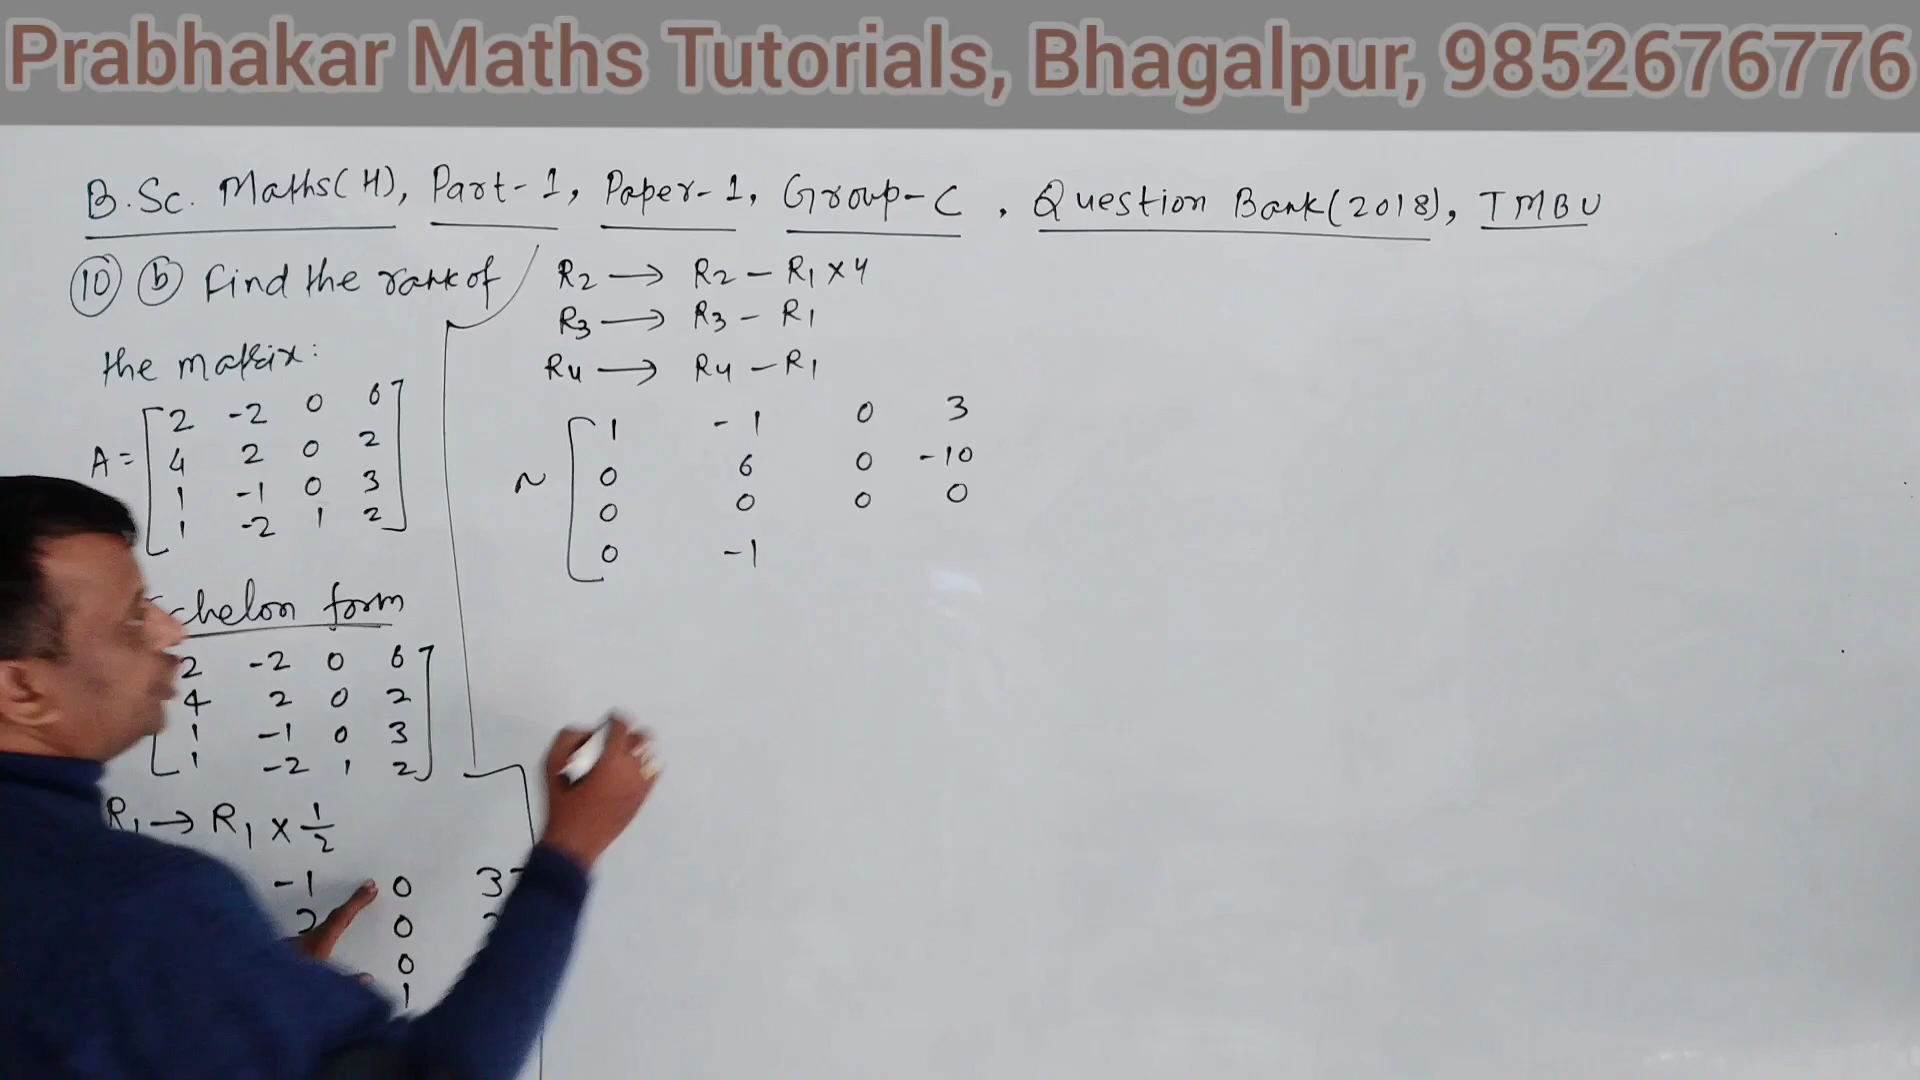 Prabhakar Maths Tutorials, Bhagalpur, 9852676776
B.Sc. Maths(H), Part-1, Paper-1, Group-C, Question Bank(2018), TMBU
(10) (b) Find the rank of
the matrix:
A = [2 -2 0 6
4 2 0 2
1 -1 0 3
1 -2 1 2]
Echelon form
2 -2 0 6
4 2 0 2
1 -1 0 3
1 -2 1 2
R1 → R1 × 1/2
-1 0 3
2 0
0
1
R2 → R2 - R1 × 4
R3 → R3 - R1
R4 → R4 - R1
~ [1 -1 0 3
0 6 0 -10
0 0 0 0
0 -1